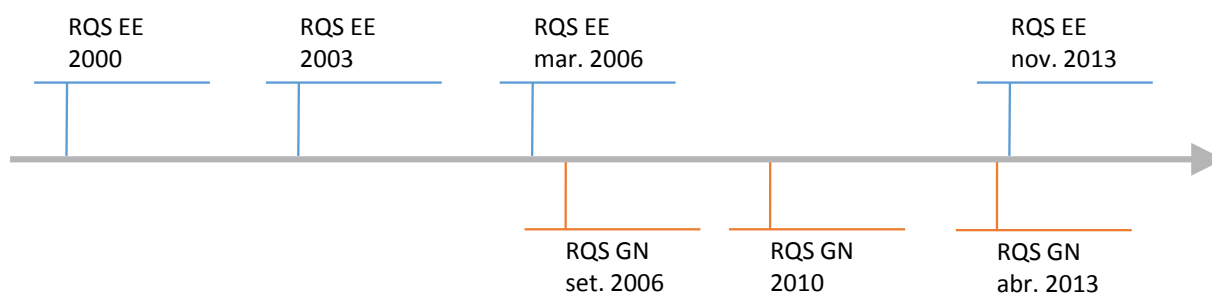 RQS EE
2000
RQS EE
2003
RQS EE
mar. 2006
RQS EE
nov. 2013
RQS GN
set. 2006
RQS GN
2010
RQS GN
abr. 2013